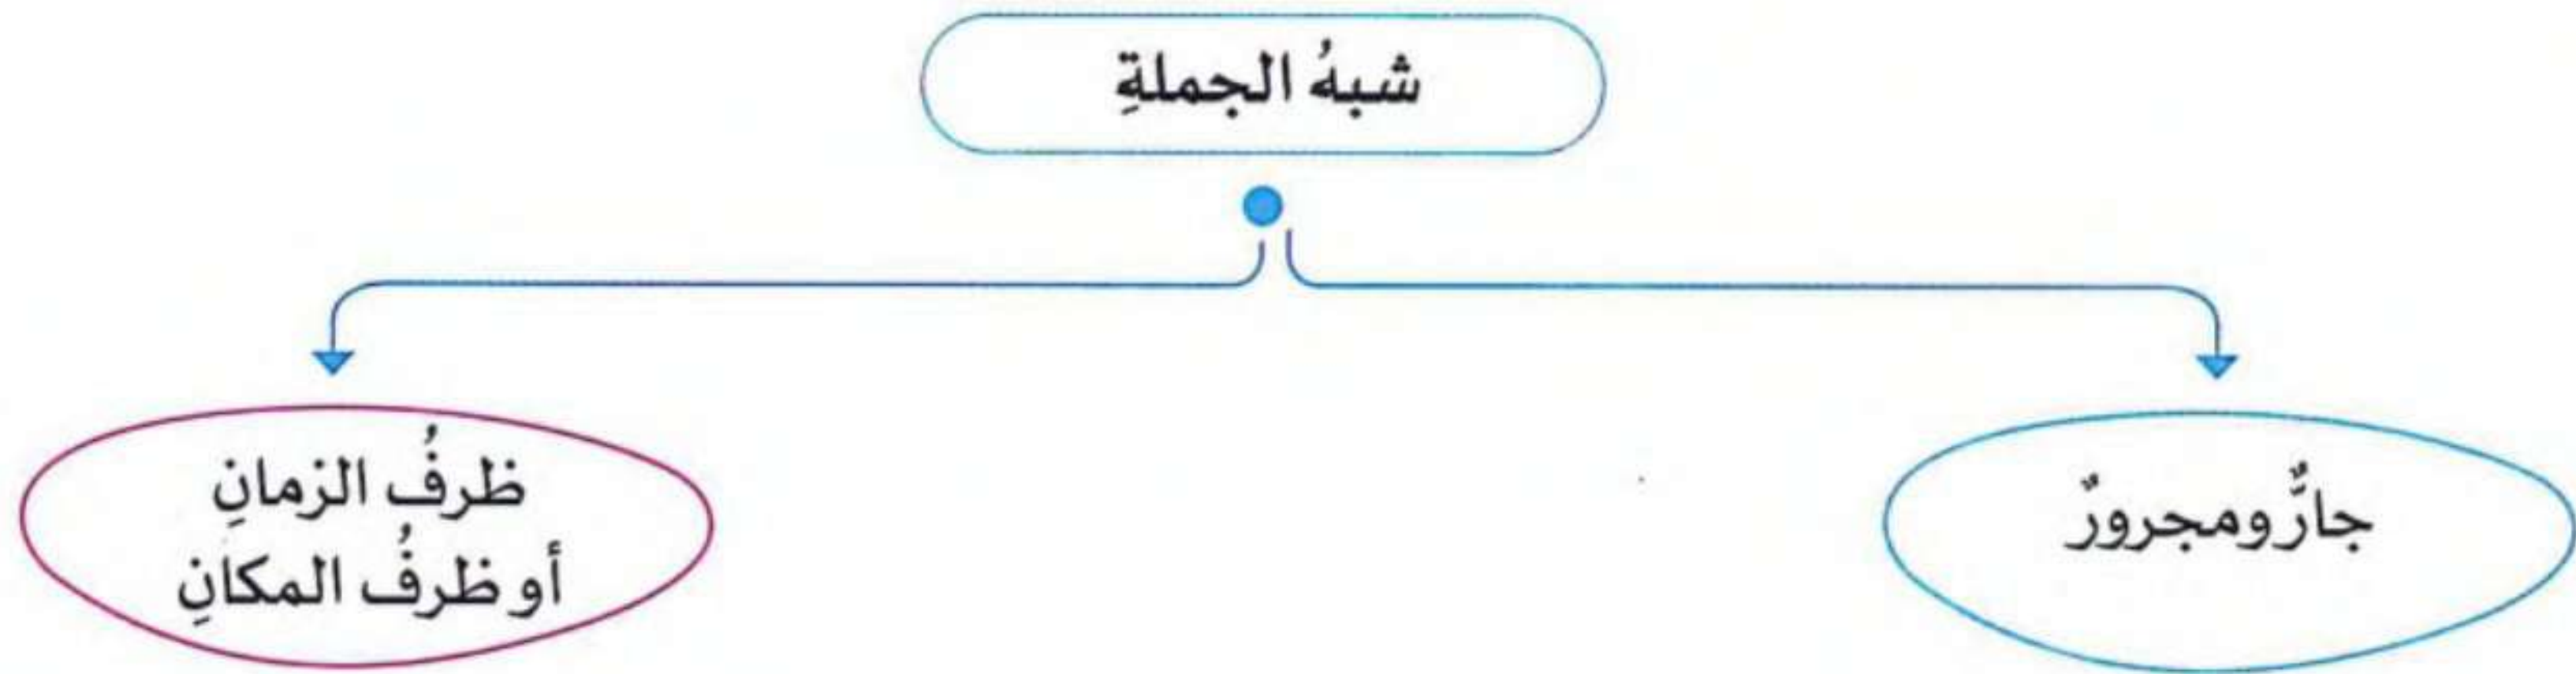 شبهُ الجملةِ
جارٌّ ومجرورٌ
ظرفُ الزمانِ
أو ظرفُ المكانِ